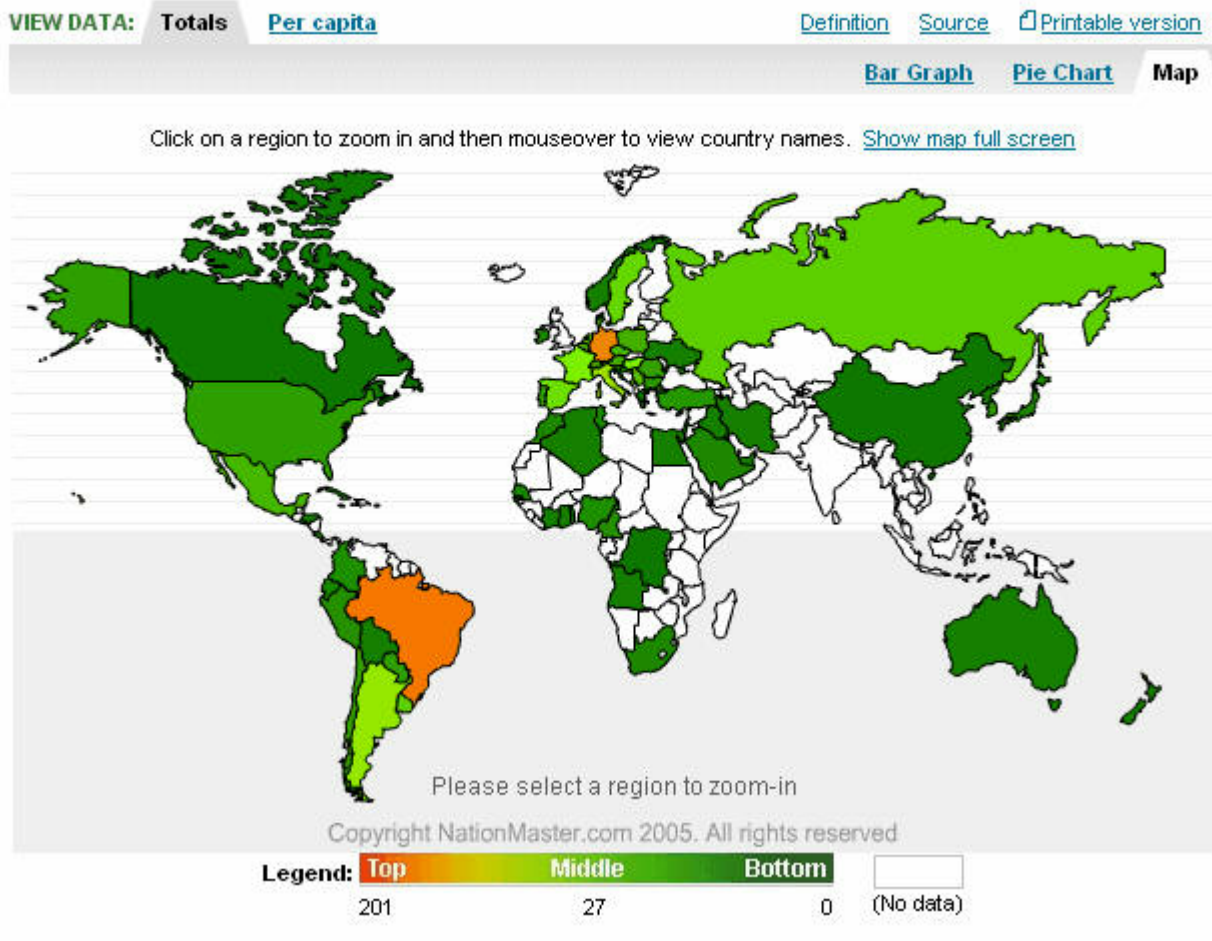 VIEW DATA: Totals Per capita Definition Source Printable version
Bar Graph Pie Chart Map
Click on a region to zoom in and then mouseover to view country names. Show map full screen
Please select a region to zoom-in
Copyright NationMaster.com 2005. All rights reserved
Legend: Top Middle Bottom
201 27 0 (No data)